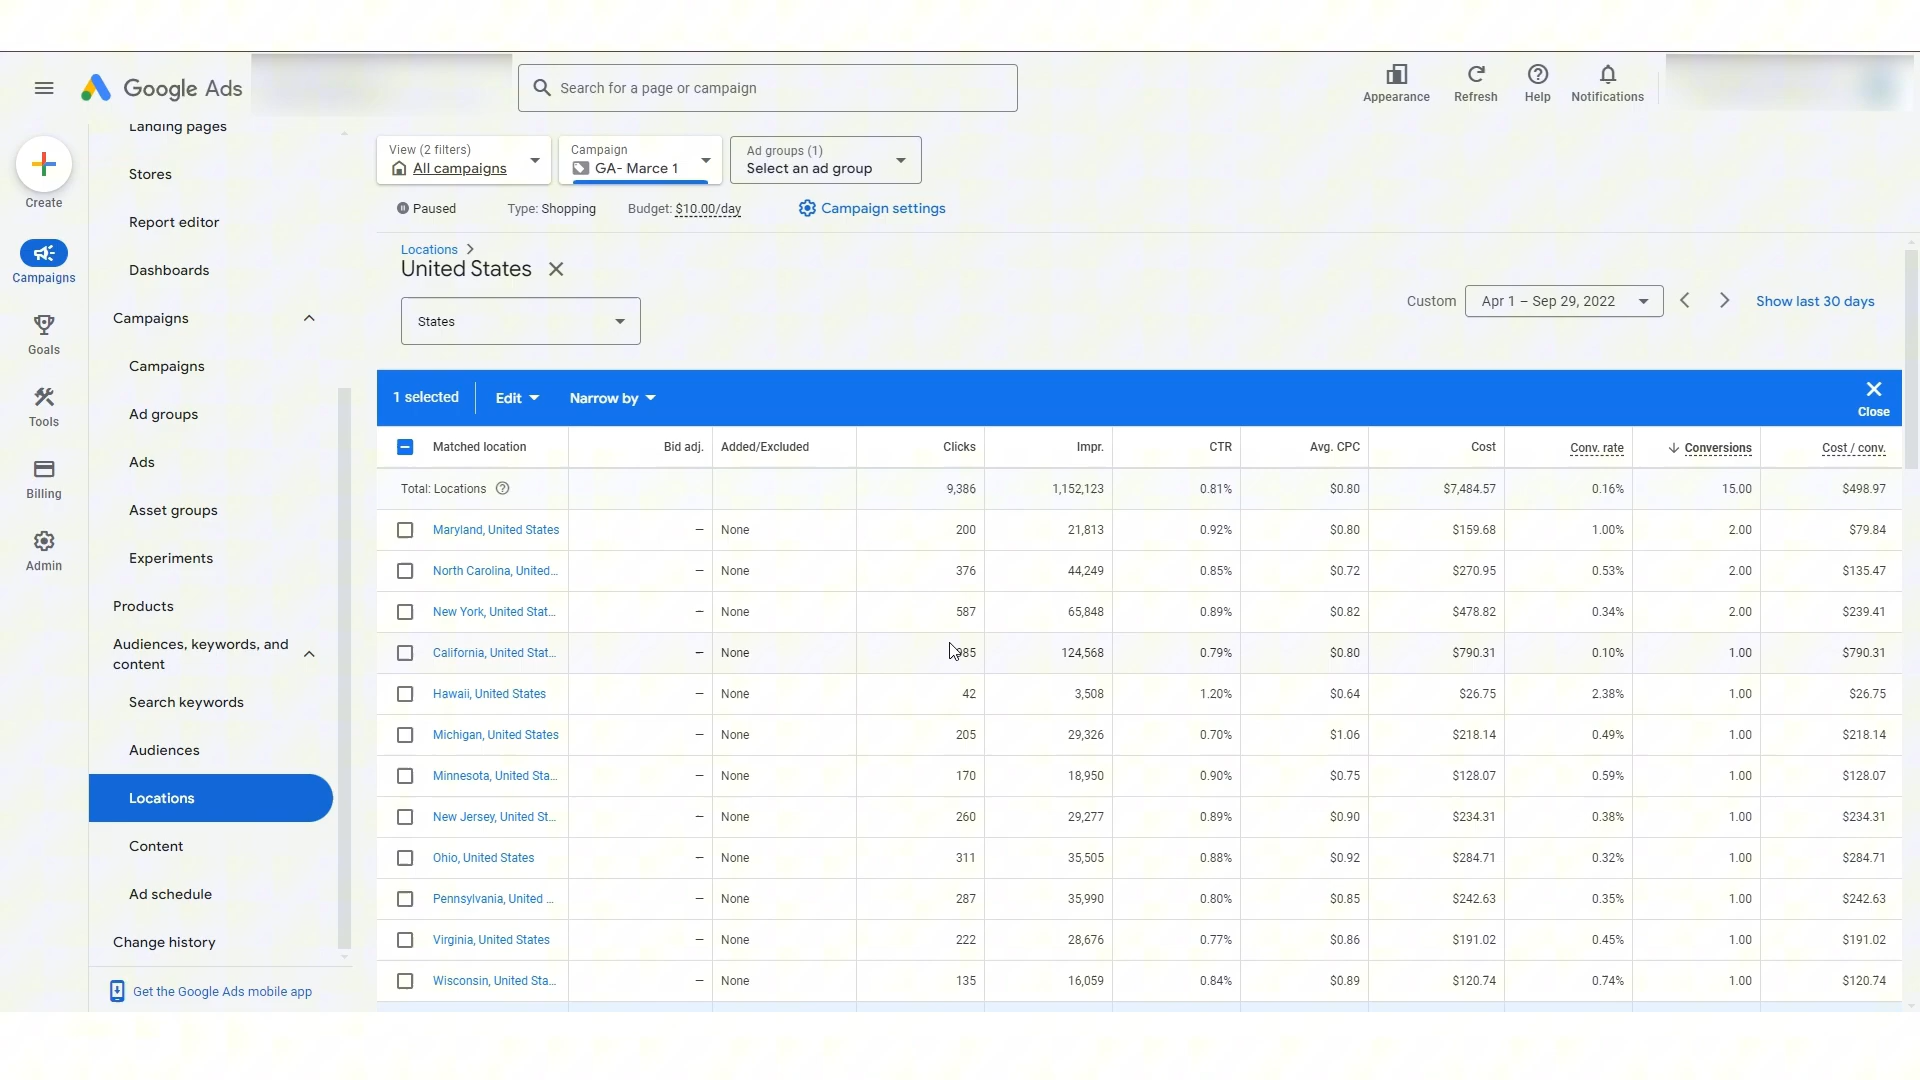 Google Ads
Search for a page or campaign
Appearance
Refresh
Help
Notifications
Create
Campaigns
Goals
Tools
Billing
Admin
Landing pages
Stores
Report editor
Dashboards
Campaigns
Campaigns
Ad groups
Ads
Asset groups
Experiments
Products
Audiences, keywords, and
content
Search keywords
Audiences
Locations
Content
Ad schedule
Change history
Get the Google Ads mobile app
View (2 filters)
All campaigns
Campaign
GA- Marce 1
Ad groups (1)
Select an ad group
Paused Type: Shopping Budget: $10.00/day Campaign settings
Locations
United States
States
Custom Apr 1 – Sep 29, 2022 Show last 30 days
1 selected Edit Narrow by Close
Matched location Bid adj. Added/Excluded Clicks Impr. CTR Avg. CPC Cost Conv. rate Conversions Cost / conv.
Total: Locations 9,386 1,152,123 0.81% $0.80 $7,484.57 0.16% 15.00 $498.97
Maryland, United States – None 200 21,813 0.92% $0.80 $159.68 1.00% 2.00 $79.84
North Carolina, United... – None 376 44,249 0.85% $0.72 $270.95 0.53% 2.00 $135.47
New York, United Stat... – None 587 65,848 0.89% $0.82 $478.82 0.34% 2.00 $239.41
California, United Stat... – None 985 124,568 0.79% $0.80 $790.31 0.10% 1.00 $790.31
Hawaii, United States – None 42 3,508 1.20% $0.64 $26.75 2.38% 1.00 $26.75
Michigan, United States – None 205 29,326 0.70% $1.06 $218.14 0.49% 1.00 $218.14
Minnesota, United Sta... – None 170 18,950 0.90% $0.75 $128.07 0.59% 1.00 $128.07
New Jersey, United St... – None 260 29,277 0.89% $0.90 $234.31 0.38% 1.00 $234.31
Ohio, United States – None 311 35,505 0.88% $0.92 $284.71 0.32% 1.00 $284.71
Pennsylvania, United ... – None 287 35,990 0.80% $0.85 $242.63 0.35% 1.00 $242.63
Virginia, United States – None 222 28,676 0.77% $0.86 $191.02 0.45% 1.00 $191.02
Wisconsin, United Sta... – None 135 16,059 0.84% $0.89 $120.74 0.74% 1.00 $120.74